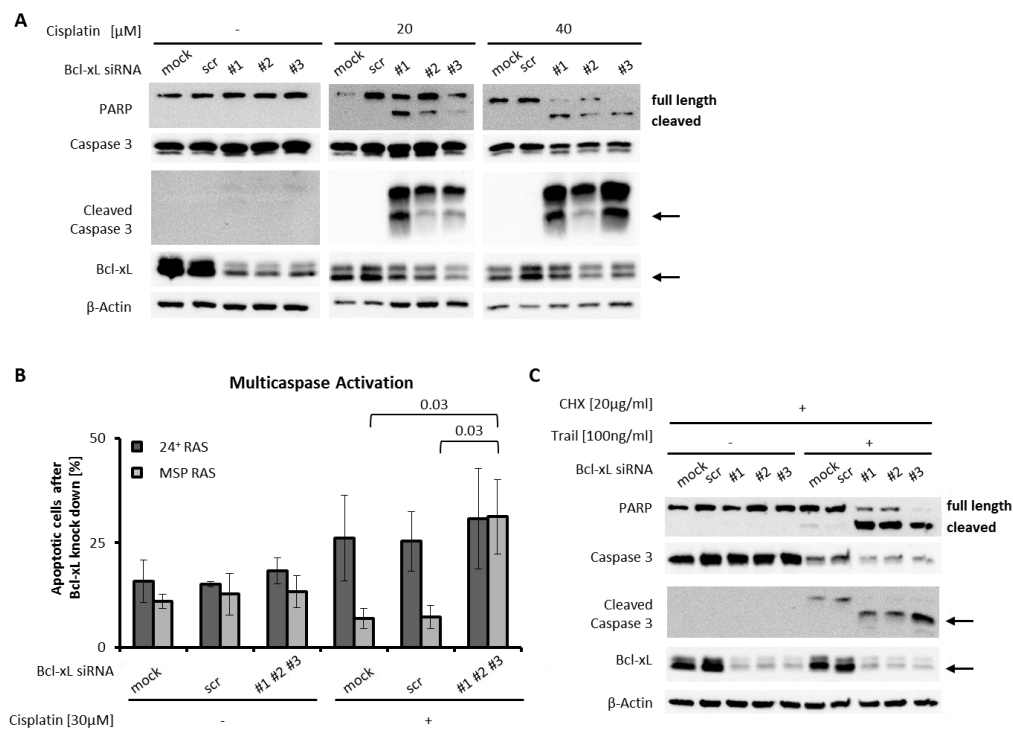 A
Cisplatin [µM] - 20 40
Bcl-xL siRNA mock scr #1 #2 #3 mock scr #1 #2 #3 mock scr #1 #2 #3
PARP full length
cleaved
Caspase 3
Cleaved
Caspase 3
Bcl-xL
β-Actin
B
Multicaspase Activation
0.03
0.03
50
25
0
Apoptotic cells after
Bcl-xL knock down [%]
24⁺ RAS
MSP RAS
Bcl-xL siRNA mock scr #1 #2 #3 mock scr #1 #2 #3
Cisplatin [30µM] - +
C
CHX [20µg/ml] +
Trail [100ng/ml] - +
Bcl-xL siRNA mock scr #1 #2 #3 mock scr #1 #2 #3
PARP full length
cleaved
Caspase 3
Cleaved
Caspase 3
Bcl-xL
β-Actin